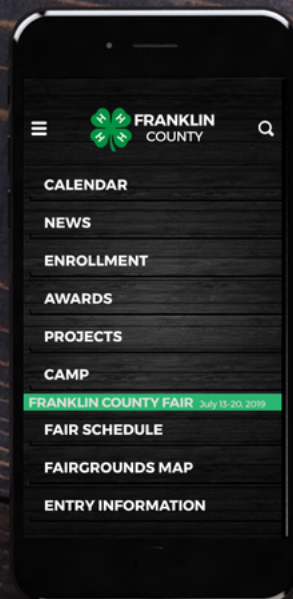 H H
FRANKLIN
H H
COUNTY
CALENDAR
NEWS
ENROLLMENT
AWARDS
PROJECTS
CAMP
FRANKLIN COUNTY FAIR July 13-20, 2019
FAIR SCHEDULE
FAIRGROUNDS MAP
ENTRY INFORMATION